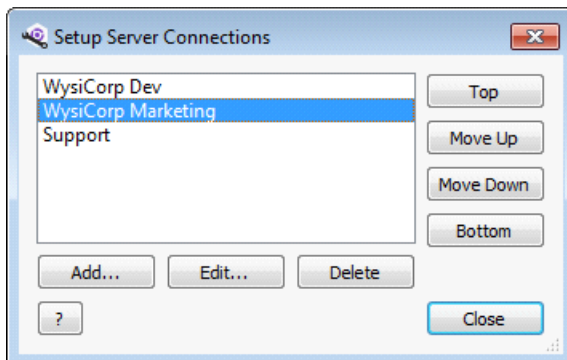 Setup Server Connections
WysiCorp Dev
WysiCorp Marketing
Support
Top
Move Up
Move Down
Bottom
Add...
Edit...
Delete
?
Close